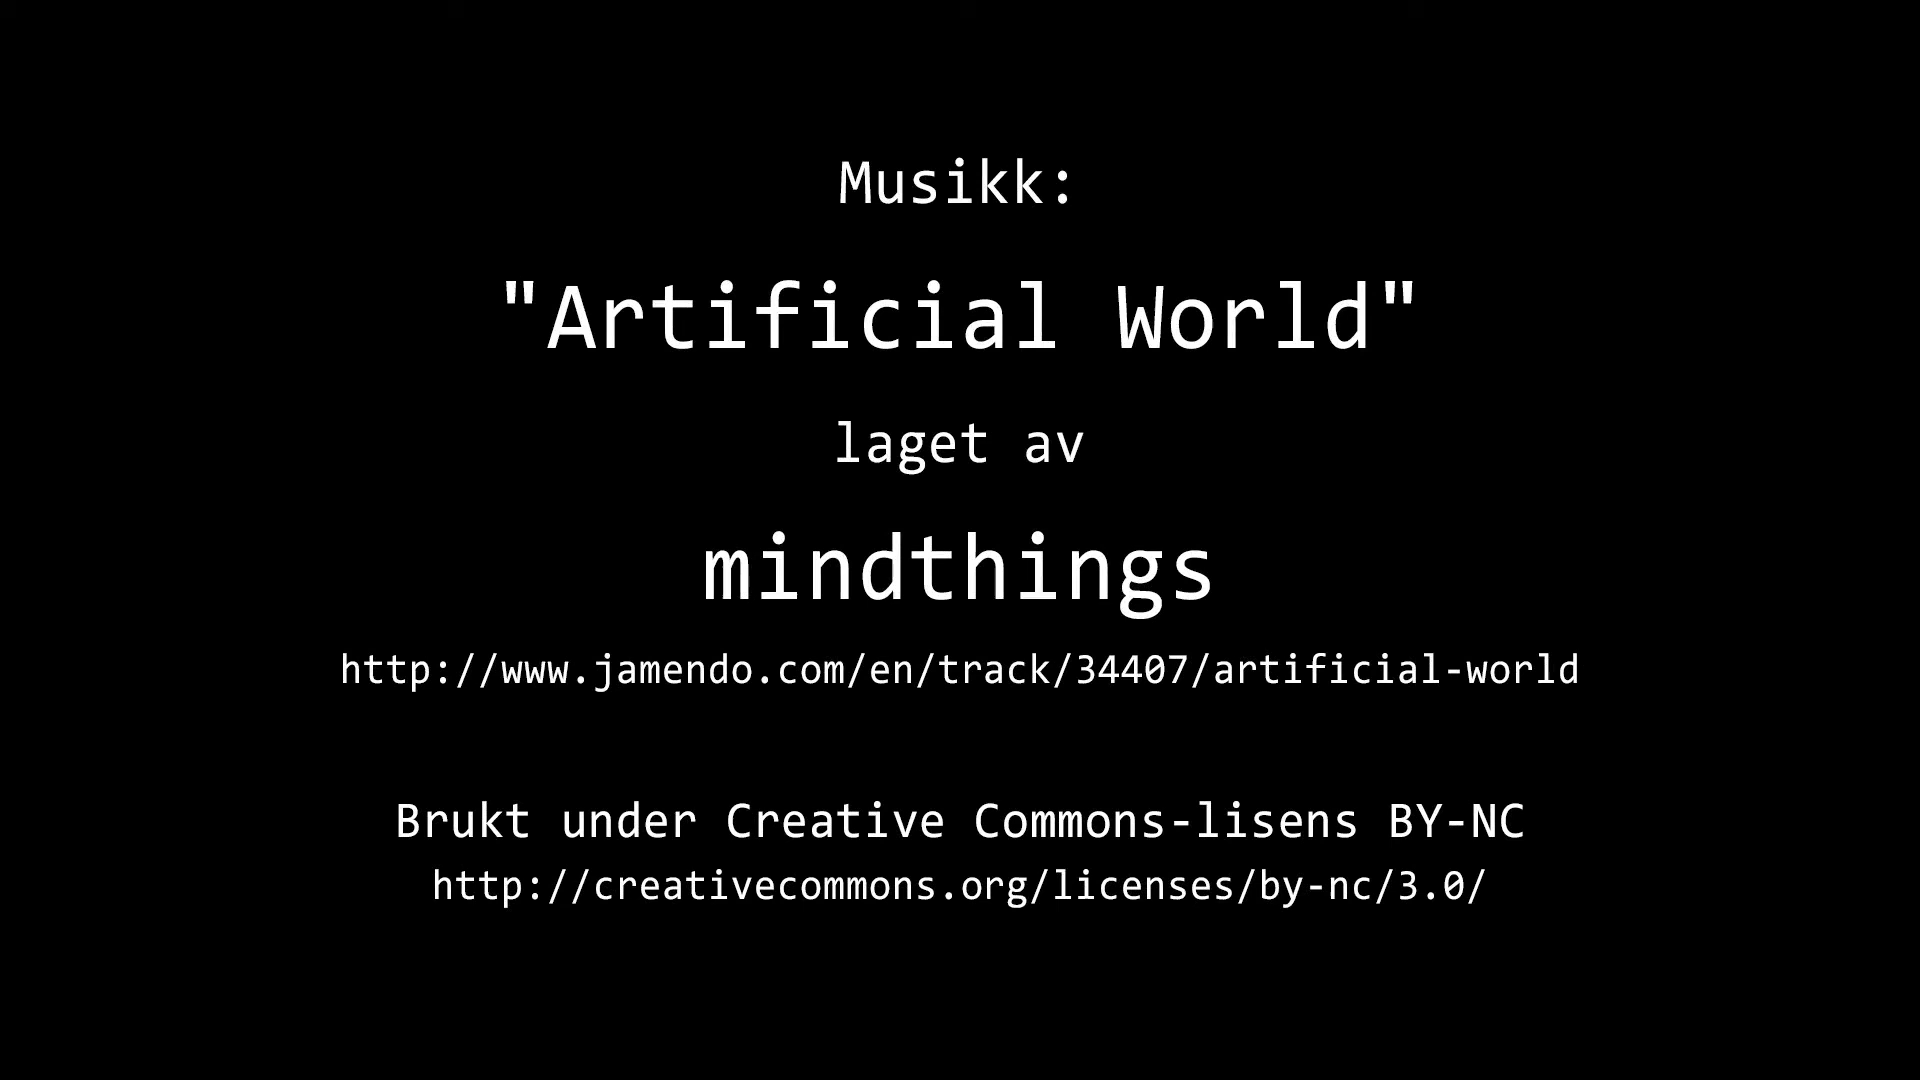 Musikk:
"Artificial World"
laget av
mindthings
http://www.jamendo.com/en/track/34407/artificial-world
Brukt under Creative Commons-lisens BY-NC
http://creativecommons.org/licenses/by-nc/3.0/